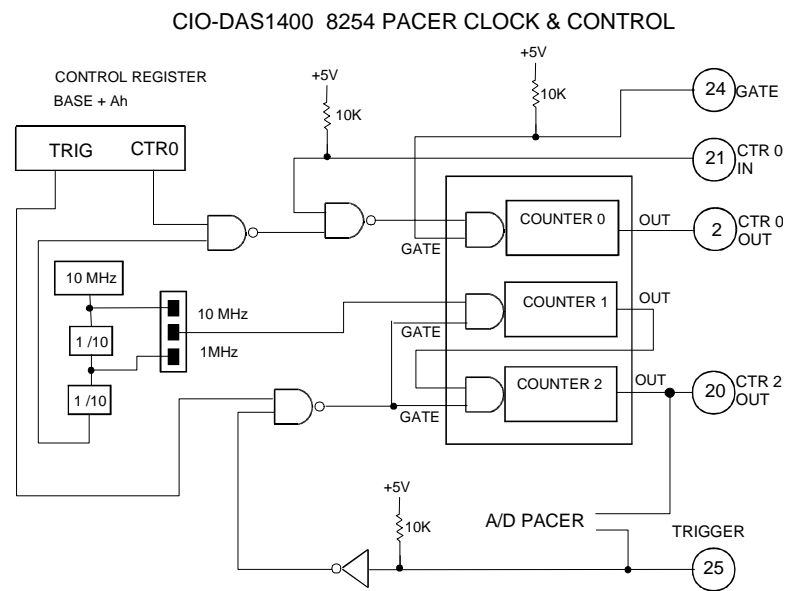 CIO-DAS1400 8254 PACER CLOCK & CONTROL
CONTROL REGISTER
BASE + Ah
TRIG CTR0
+5V
10K
+5V
10K
24 GATE
21 CTR 0
IN
COUNTER 0
OUT
2 CTR 0
OUT
GATE
10 MHz
10 MHz
1MHz
1 /10
1 /10
COUNTER 1
OUT
GATE
COUNTER 2
OUT
20 CTR 2
OUT
GATE
+5V
10K
A/D PACER
TRIGGER
25